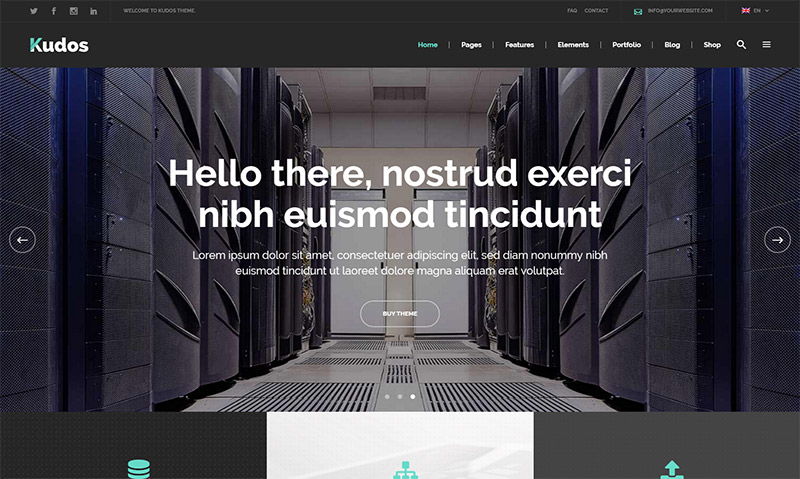 WELCOME TO KUDOS THEME.
FAQ CONTACT INFO@YOURWEBSITE.COM EN
Kudos
Home Pages Features Elements Portfolio Blog Shop
Hello there, nostrud exerci
nibh euismod tincidunt
Lorem ipsum dolor sit amet, consectetuer adipiscing elit, sed diam nonummy nibh
euismod tincidunt ut laoreet dolore magna aliquam erat volutpat.
BUY THEME